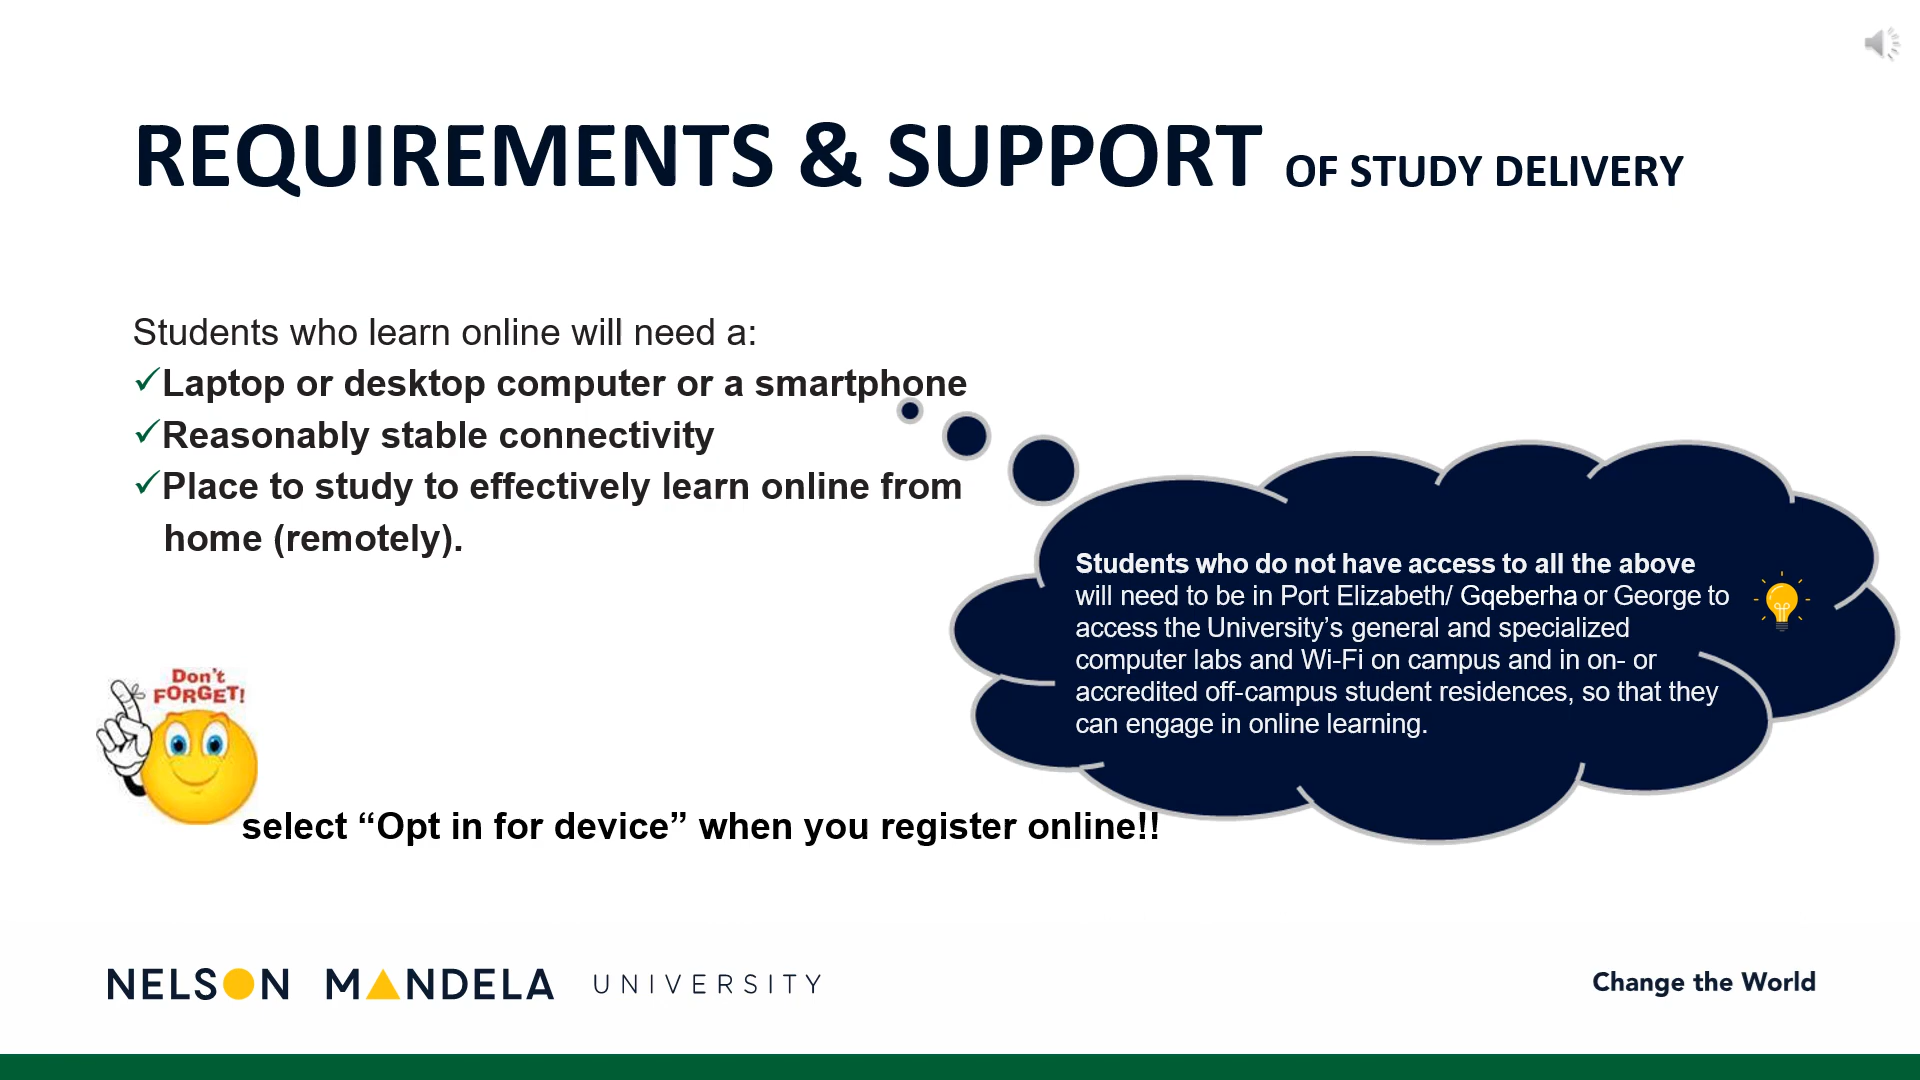 REQUIREMENTS & SUPPORT OF STUDY DELIVERY
Students who learn online will need a:
✓Laptop or desktop computer or a smartphone
✓Reasonably stable connectivity
✓Place to study to effectively learn online from
home (remotely).
Students who do not have access to all the above
will need to be in Port Elizabeth/ Gqeberha or George to
access the University’s general and specialized
computer labs and Wi-Fi on campus and in on- or
accredited off-campus student residences, so that they
can engage in online learning.
Don't
FORGET!
select “Opt in for device” when you register online!!
NELSON MANDELA UNIVERSITY
Change the World